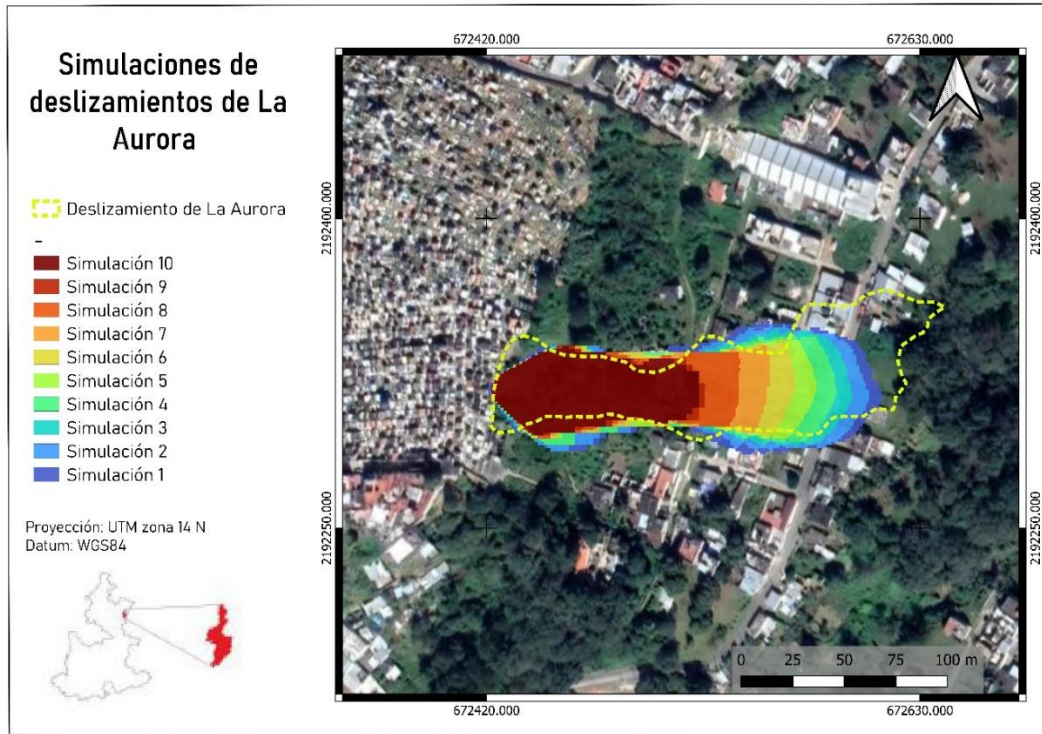 Simulaciones de
deslizamientos de La
Aurora
Deslizamiento de La Aurora
-
Simulación 10
Simulación 9
Simulación 8
Simulación 7
Simulación 6
Simulación 5
Simulación 4
Simulación 3
Simulación 2
Simulación 1
Proyección: UTM zona 14 N
Datum: WGS84
672420.000
672630.000
2192400.000
2192400.000
2192250.000
2192250.000
0 25 50 75 100 m
672420.000
672630.000